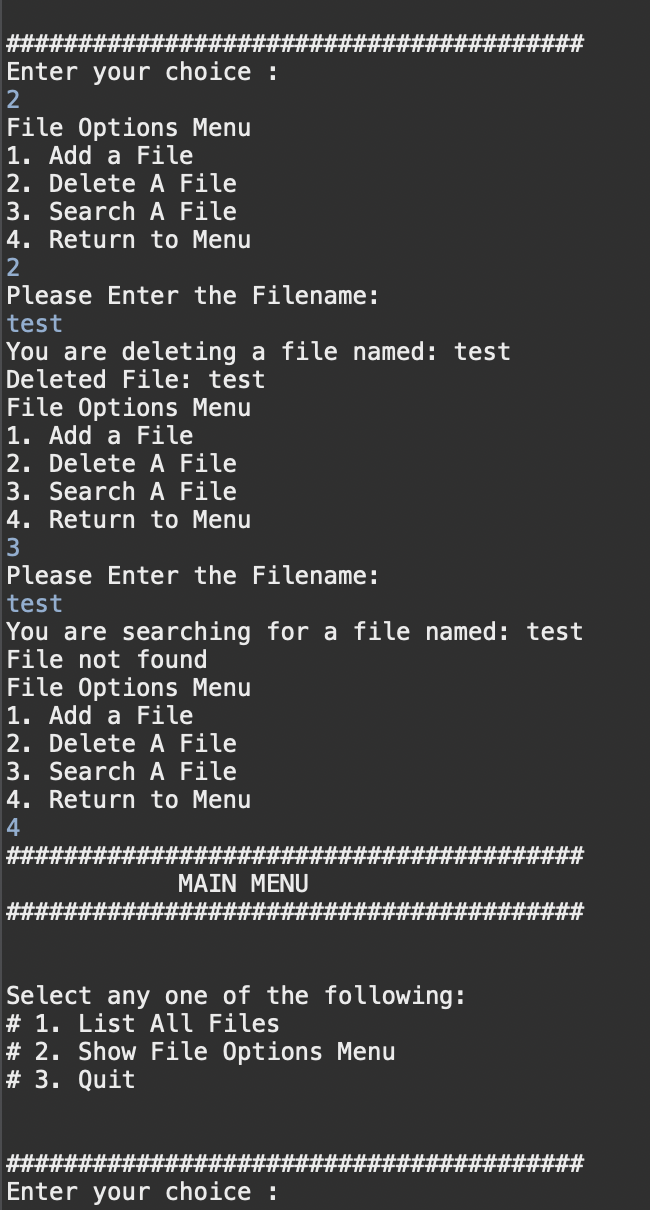 ########################################
Enter your choice :
2
File Options Menu
1. Add a File
2. Delete A File
3. Search A File
4. Return to Menu
2
Please Enter the Filename:
test
You are deleting a file named: test
Deleted File: test
File Options Menu
1. Add a File
2. Delete A File
3. Search A File
4. Return to Menu
3
Please Enter the Filename:
test
You are searching for a file named: test
File not found
File Options Menu
1. Add a File
2. Delete A File
3. Search A File
4. Return to Menu
4
########################################
MAIN MENU
########################################
Select any one of the following:
# 1. List All Files
# 2. Show File Options Menu
# 3. Quit
########################################
Enter your choice :